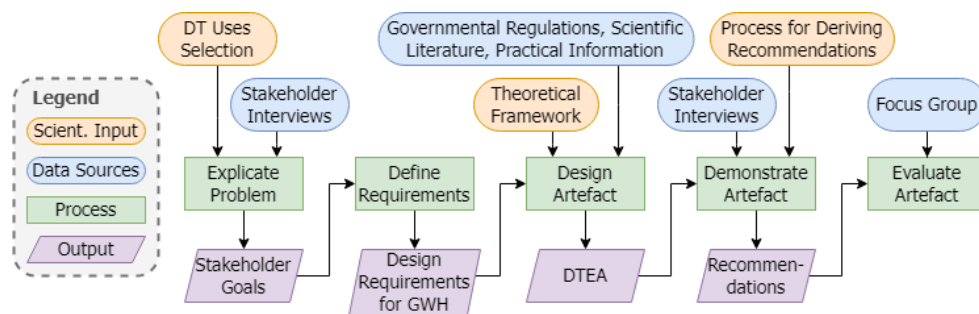 DT Uses
Selection
Governmental Regulations, Scientific
Literature, Practical Information
Process for Deriving
Recommendations
Legend
Scient. Input
Data Sources
Process
Output
Stakeholder
Interviews
Theoretical
Framework
Stakeholder
Interviews
Focus Group
Explicate
Problem
Define
Requirements
Design
Artefact
Demonstrate
Artefact
Evaluate
Artefact
Stakeholder
Goals
Design
Requirements
for GWH
DTEA
Recommen-
dations